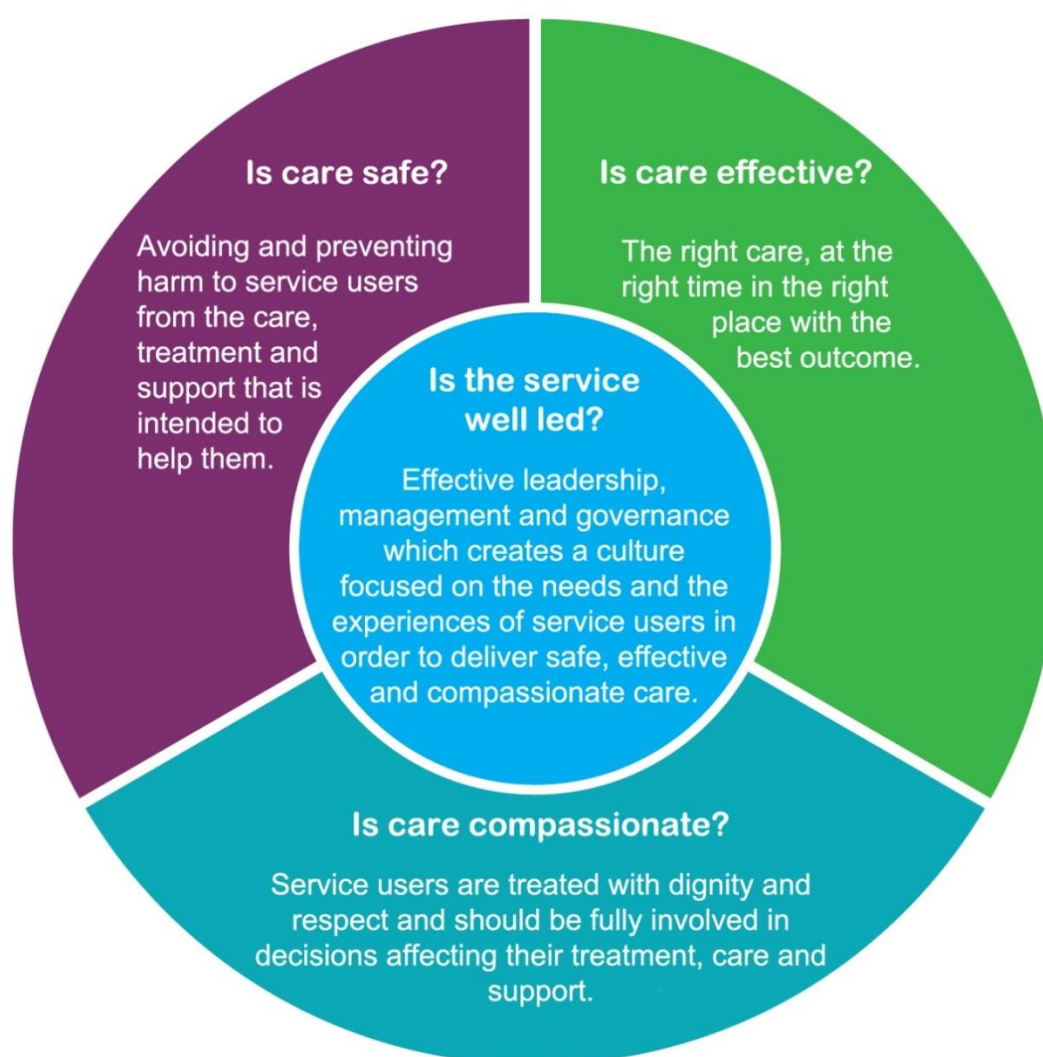 Is care safe?
Avoiding and preventing
harm to service users
from the care,
treatment and
support that is
intended to
help them.
Is care effective?
The right care, at the
right time in the right
place with the
best outcome.
Is the service
well led?
Effective leadership,
management and governance
which creates a culture
focused on the needs and the
experiences of service users in
order to deliver safe, effective
and compassionate care.
Is care compassionate?
Service users are treated with dignity and
respect and should be fully involved in
decisions affecting their treatment, care and
support.